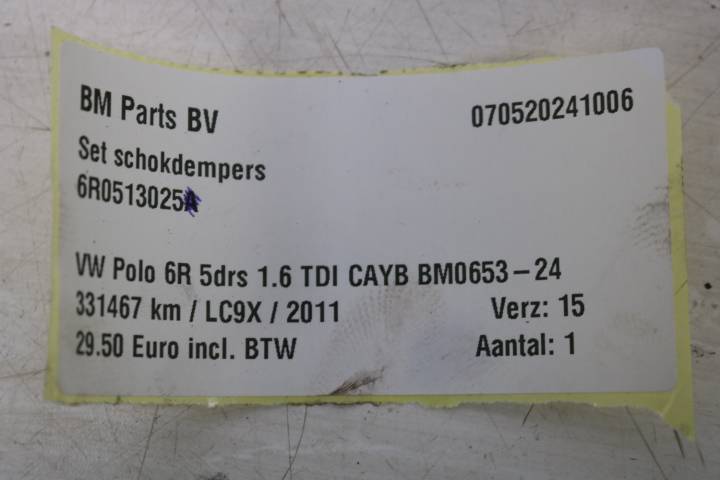 BM Parts BV
070520241006
Set schokdempers
6R0513025A
VW Polo 6R 5drs 1.6 TDI CAYB BM0653-24
331467 km / LC9X / 2011 Verz: 15
29.50 Euro incl. BTW Aantal: 1